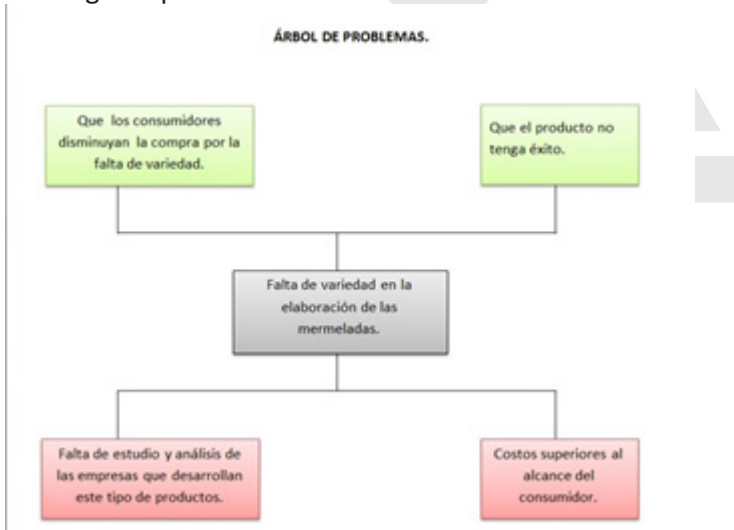 ÁRBOL DE PROBLEMAS.
Que los consumidores
disminuyan la compra por la
falta de variedad.
Que el producto no
tenga éxito.
Falta de variedad en la
elaboración de las
mermeladas.
Falta de estudio y análisis de
las empresas que desarrollan
este tipo de productos.
Costos superiores al
alcance del
consumidor.